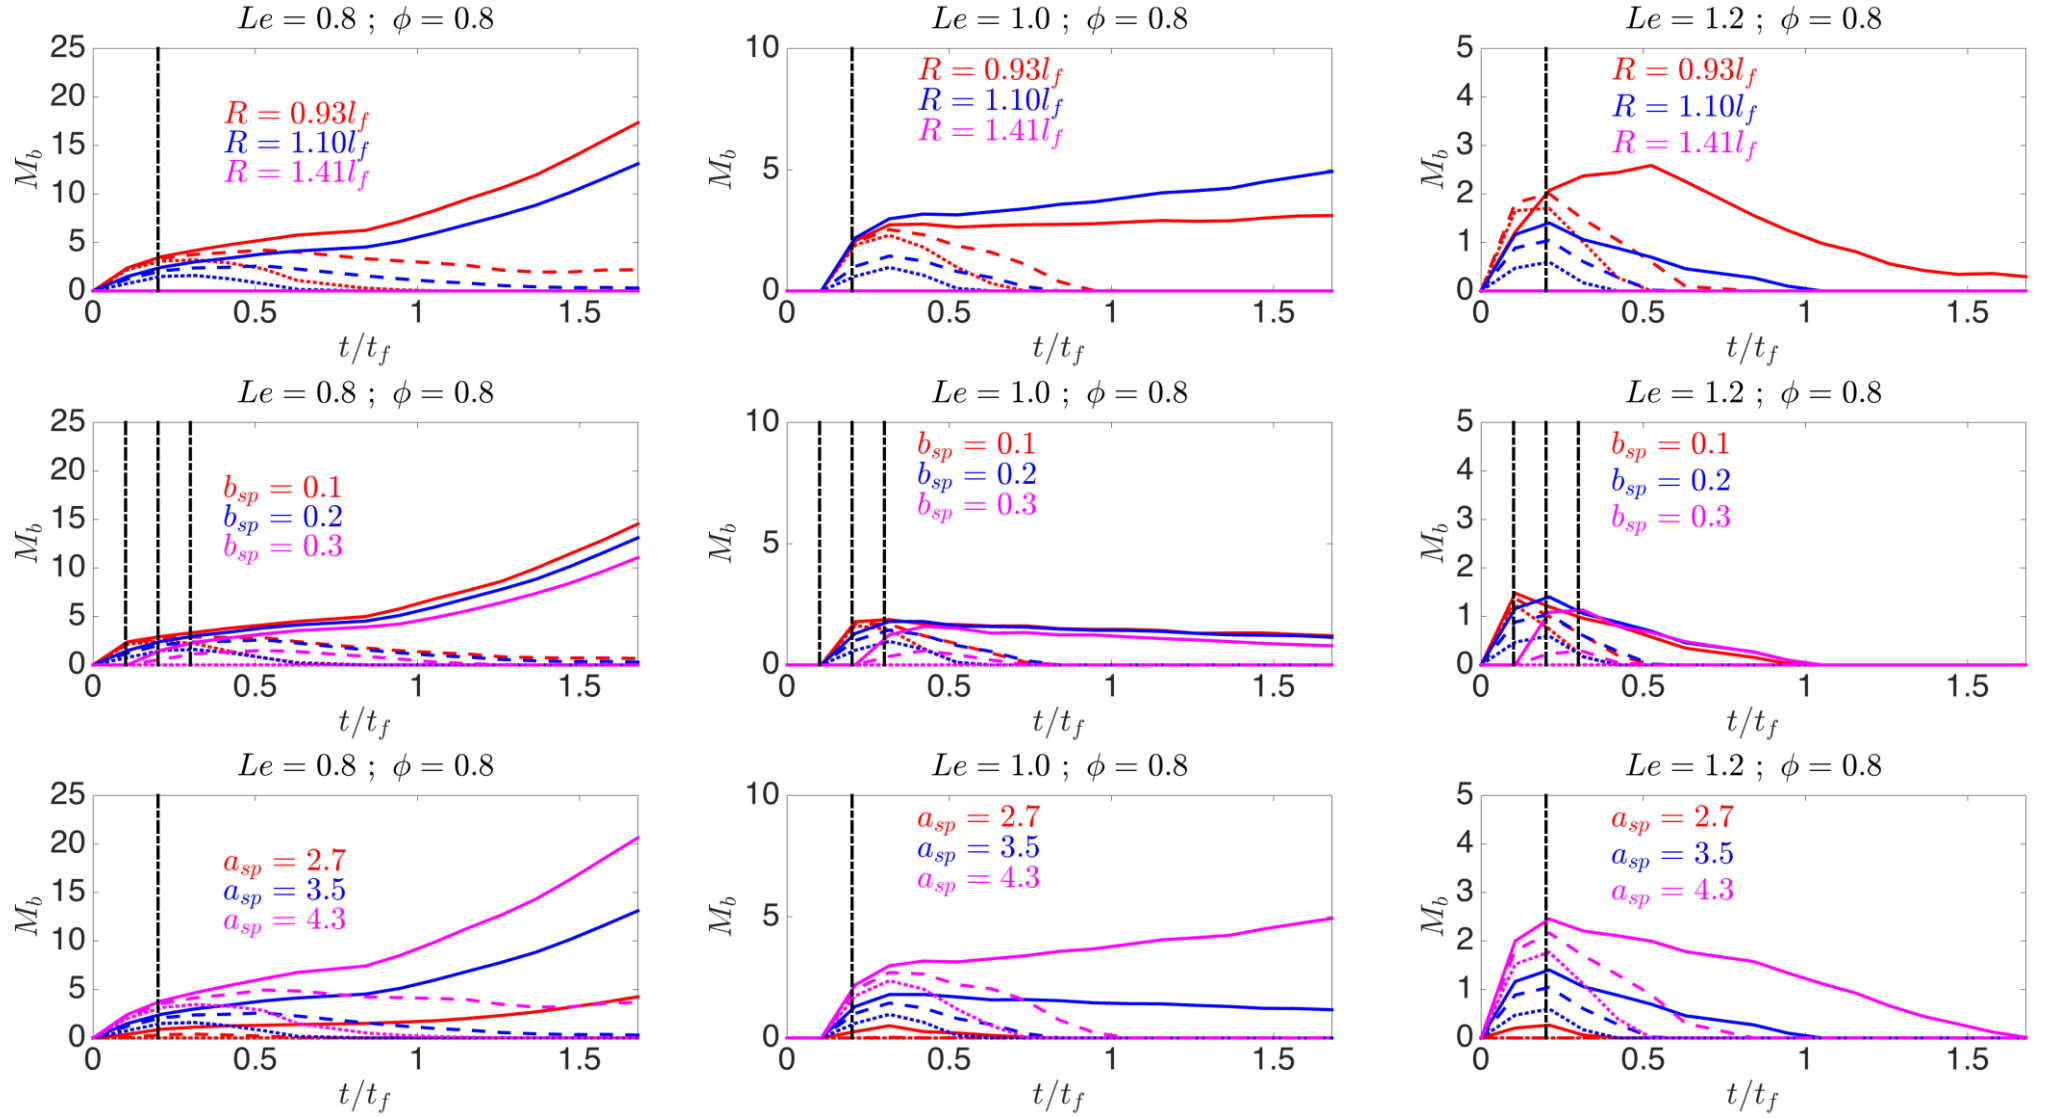 Le = 0.8 ; ϕ = 0.8
25
20
15
10
5
0
M_b
R = 0.93l_f
R = 1.10l_f
R = 1.41l_f
0 0.5 1 1.5
t/t_f
Le = 1.0 ; ϕ = 0.8
10
5
0
M_b
R = 0.93l_f
R = 1.10l_f
R = 1.41l_f
0 0.5 1 1.5
t/t_f
Le = 1.2 ; ϕ = 0.8
5
4
3
2
1
0
M_b
R = 0.93l_f
R = 1.10l_f
R = 1.41l_f
0 0.5 1 1.5
t/t_f
Le = 0.8 ; ϕ = 0.8
25
20
15
10
5
0
M_b
b_sp = 0.1
b_sp = 0.2
b_sp = 0.3
0 0.5 1 1.5
t/t_f
Le = 1.0 ; ϕ = 0.8
10
5
0
M_b
b_sp = 0.1
b_sp = 0.2
b_sp = 0.3
0 0.5 1 1.5
t/t_f
Le = 1.2 ; ϕ = 0.8
5
4
3
2
1
0
M_b
b_sp = 0.1
b_sp = 0.2
b_sp = 0.3
0 0.5 1 1.5
t/t_f
Le = 0.8 ; ϕ = 0.8
25
20
15
10
5
0
M_b
a_sp = 2.7
a_sp = 3.5
a_sp = 4.3
0 0.5 1 1.5
t/t_f
Le = 1.0 ; ϕ = 0.8
10
5
0
M_b
a_sp = 2.7
a_sp = 3.5
a_sp = 4.3
0 0.5 1 1.5
t/t_f
Le = 1.2 ; ϕ = 0.8
5
4
3
2
1
0
M_b
a_sp = 2.7
a_sp = 3.5
a_sp = 4.3
0 0.5 1 1.5
t/t_f